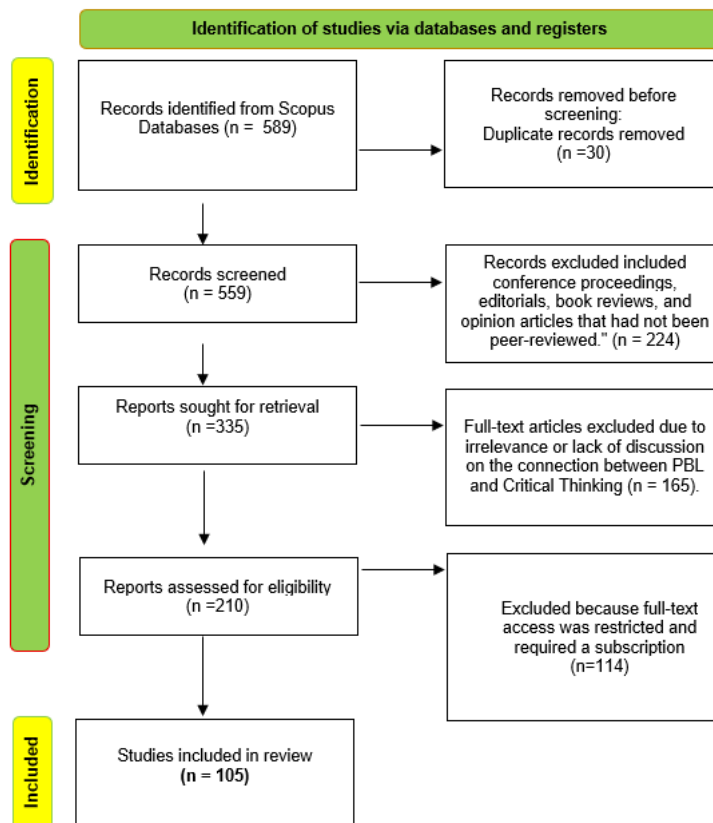 Identification of studies via databases and registers
Identification
Records identified from Scopus
Databases (n = 589)
Records removed before
screening:
Duplicate records removed
(n =30)
Screening
Records screened
(n = 559)
Records excluded included
conference proceedings,
editorials, book reviews, and
opinion articles that had not been
peer-reviewed." (n = 224)
Reports sought for retrieval
(n =335)
Full-text articles excluded due to
irrelevance or lack of discussion
on the connection between PBL
and Critical Thinking (n = 165).
Reports assessed for eligibility
(n =210)
Excluded because full-text
access was restricted and
required a subscription
(n=114)
Included
Studies included in review
(n = 105)